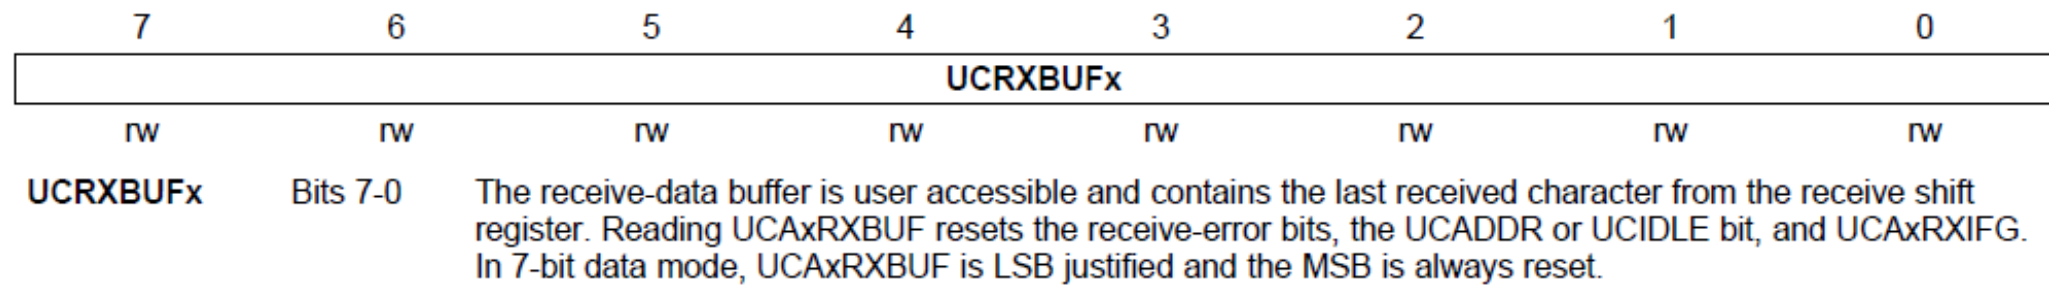 7 6 5 4 3 2 1 0
UCRXBUFx
rw rw rw rw rw rw rw rw
UCRXBUFx Bits 7-0 The receive-data buffer is user accessible and contains the last received character from the receive shift
register. Reading UCAxRXBUF resets the receive-error bits, the UCADDR or UCIDLE bit, and UCAxRXIFG.
In 7-bit data mode, UCAxRXBUF is LSB justified and the MSB is always reset.